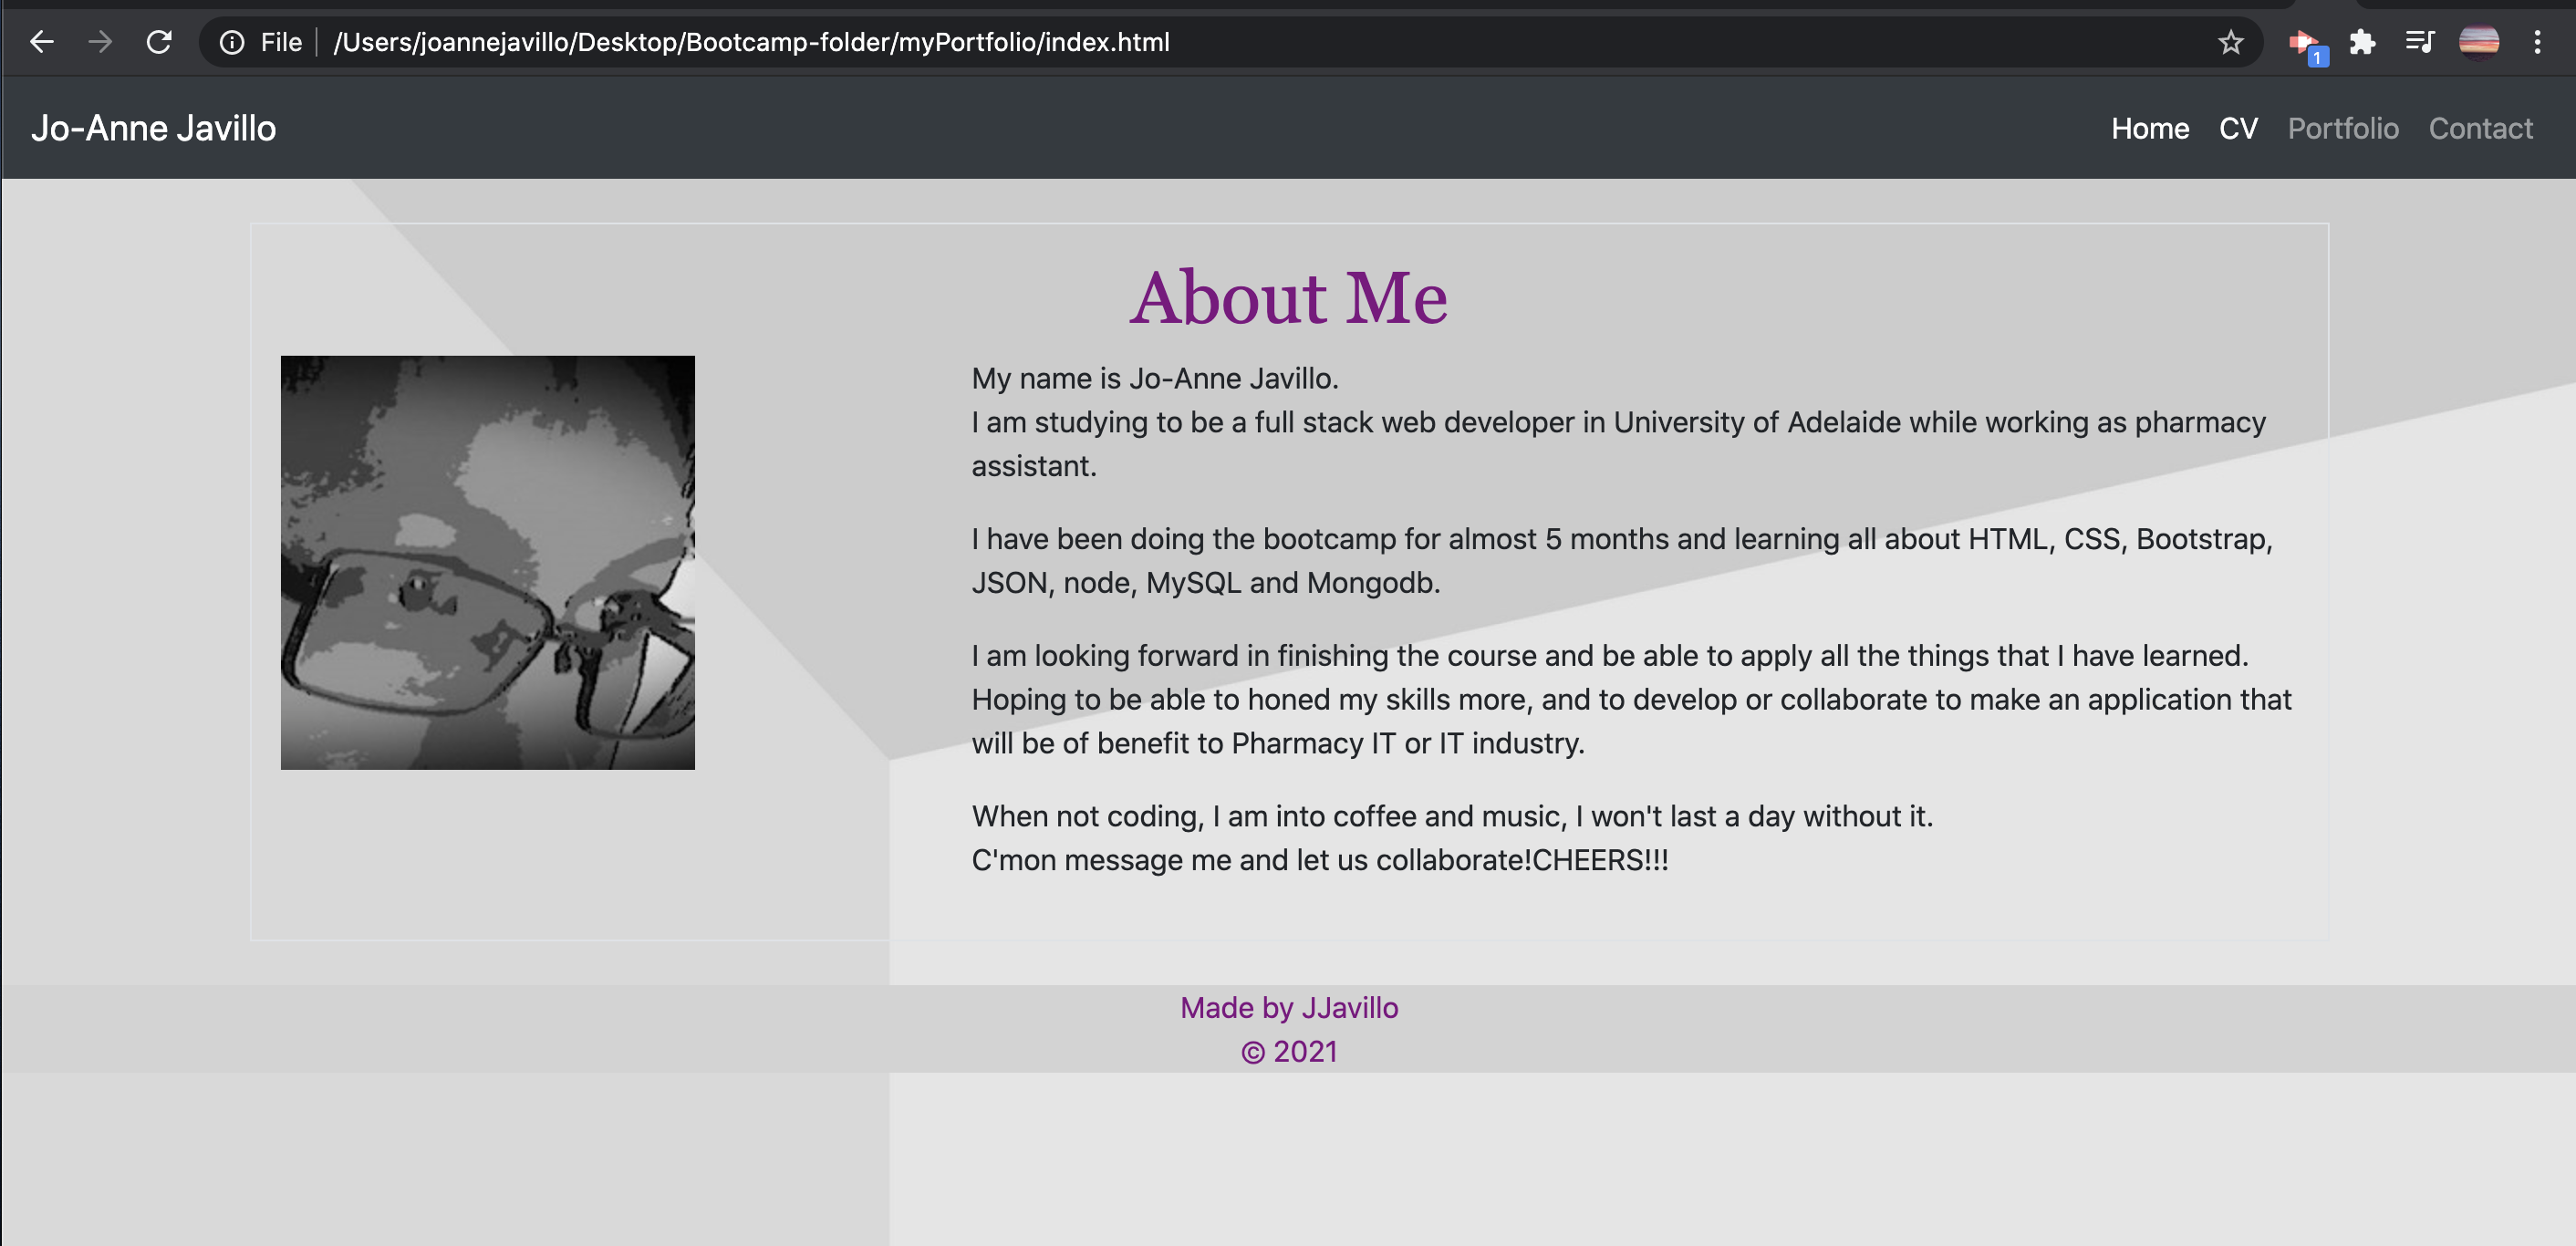 File /Users/joannejavillo/Desktop/Bootcamp-folder/myPortfolio/index.html
1
Jo-Anne Javillo
Home CV Portfolio Contact
About Me
My name is Jo-Anne Javillo.
I am studying to be a full stack web developer in University of Adelaide while working as pharmacy
assistant.
I have been doing the bootcamp for almost 5 months and learning all about HTML, CSS, Bootstrap,
JSON, node, MySQL and Mongodb.
I am looking forward in finishing the course and be able to apply all the things that I have learned.
Hoping to be able to honed my skills more, and to develop or collaborate to make an application that
will be of benefit to Pharmacy IT or IT industry.
When not coding, I am into coffee and music, I won't last a day without it.
C'mon message me and let us collaborate!CHEERS!!!
Made by JJavillo
© 2021